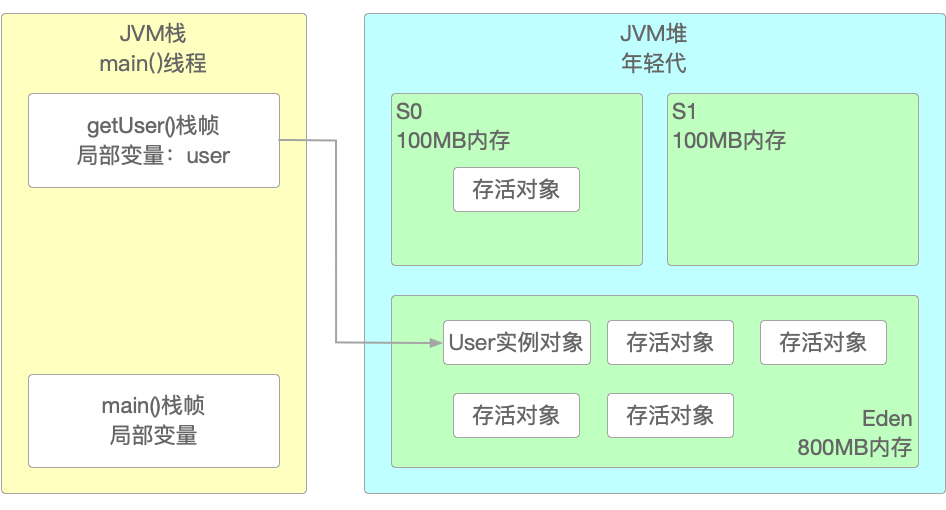 JVM栈
main()线程
getUser()栈帧
局部变量：user
main()栈帧
局部变量
JVM堆
年轻代
S0
100MB内存
存活对象
S1
100MB内存
User实例对象
存活对象
存活对象
存活对象
存活对象
Eden
800MB内存